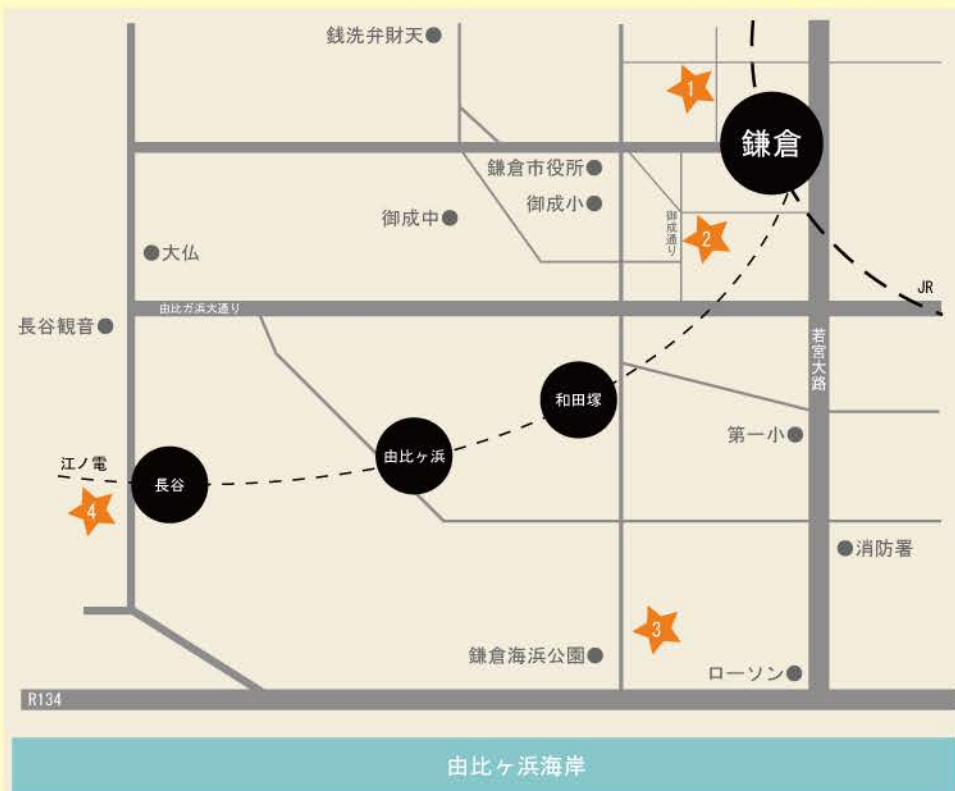 銭洗弁財天
1
鎌倉
鎌倉市役所
御成小
御成中
御成通り
2
大仏
JR
由比ガ浜大通り
長谷観音
若宮大路
和田塚
第一小
由比ヶ浜
江ノ電
長谷
4
消防署
3
鎌倉海浜公園
ローソン
R134
由比ヶ浜海岸